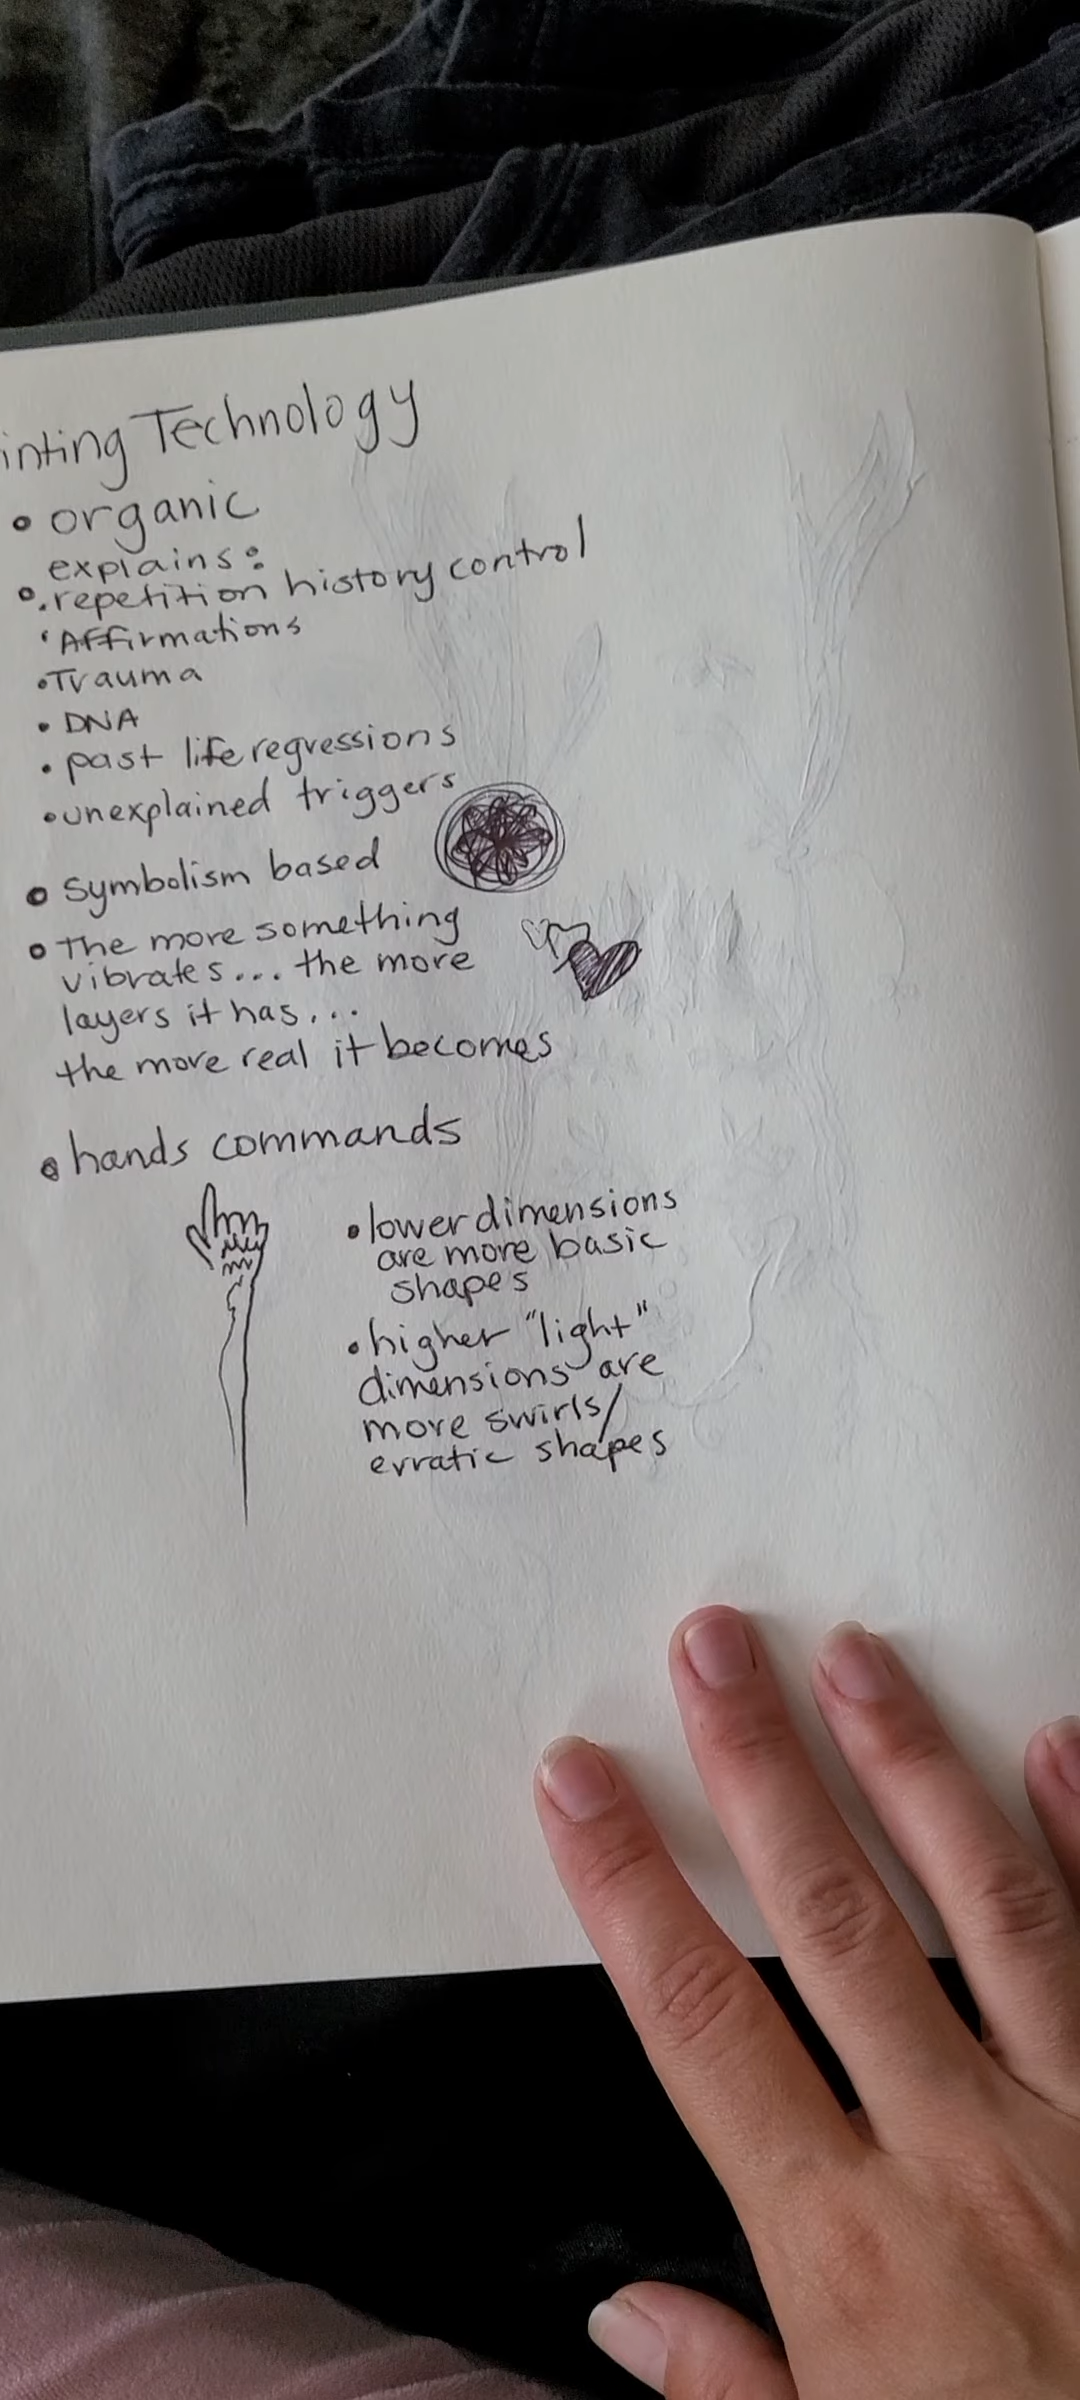 inting Technology
• organic
explains:
• repetition history control
• Affirmations
• Trauma
• DNA
• past life regressions
• unexplained triggers
• Symbolism based
• The more something
vibrates... the more
layers it has...
the more real it becomes
• hands commands
• lower dimensions
are more basic
shapes
• higher "light"
dimensions are
more swirls/
erratic shapes